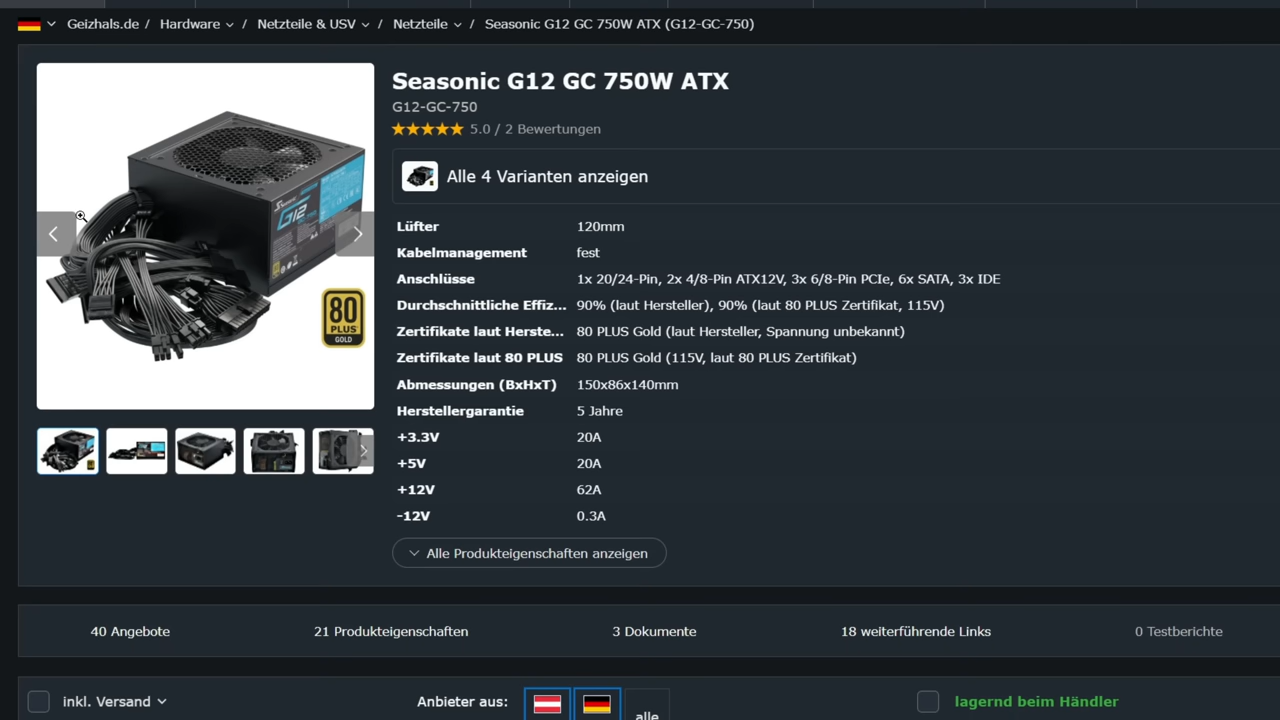 Geizhals.de / Hardware / Netzteile & USV / Netzteile / Seasonic G12 GC 750W ATX (G12-GC-750)
Seasonic G12 GC 750W ATX
G12-GC-750
5.0 / 2 Bewertungen
Alle 4 Varianten anzeigen
G12
80
PLUS
GOLD
Lüfter 120mm
Kabelmanagement fest
Anschlüsse 1x 20/24-Pin, 2x 4/8-Pin ATX12V, 3x 6/8-Pin PCIe, 6x SATA, 3x IDE
Durchschnittliche Effiz... 90% (laut Hersteller), 90% (laut 80 PLUS Zertifikat, 115V)
Zertifikate laut Herste... 80 PLUS Gold (laut Hersteller, Spannung unbekannt)
Zertifikate laut 80 PLUS 80 PLUS Gold (115V, laut 80 PLUS Zertifikat)
Abmessungen (BxHxT) 150x86x140mm
Herstellergarantie 5 Jahre
+3.3V 20A
+5V 20A
+12V 62A
-12V 0.3A
Alle Produkteigenschaften anzeigen
40 Angebote 21 Produkteigenschaften 3 Dokumente 18 weiterführende Links 0 Testberichte
inkl. Versand Anbieter aus: alle lagernd beim Händler